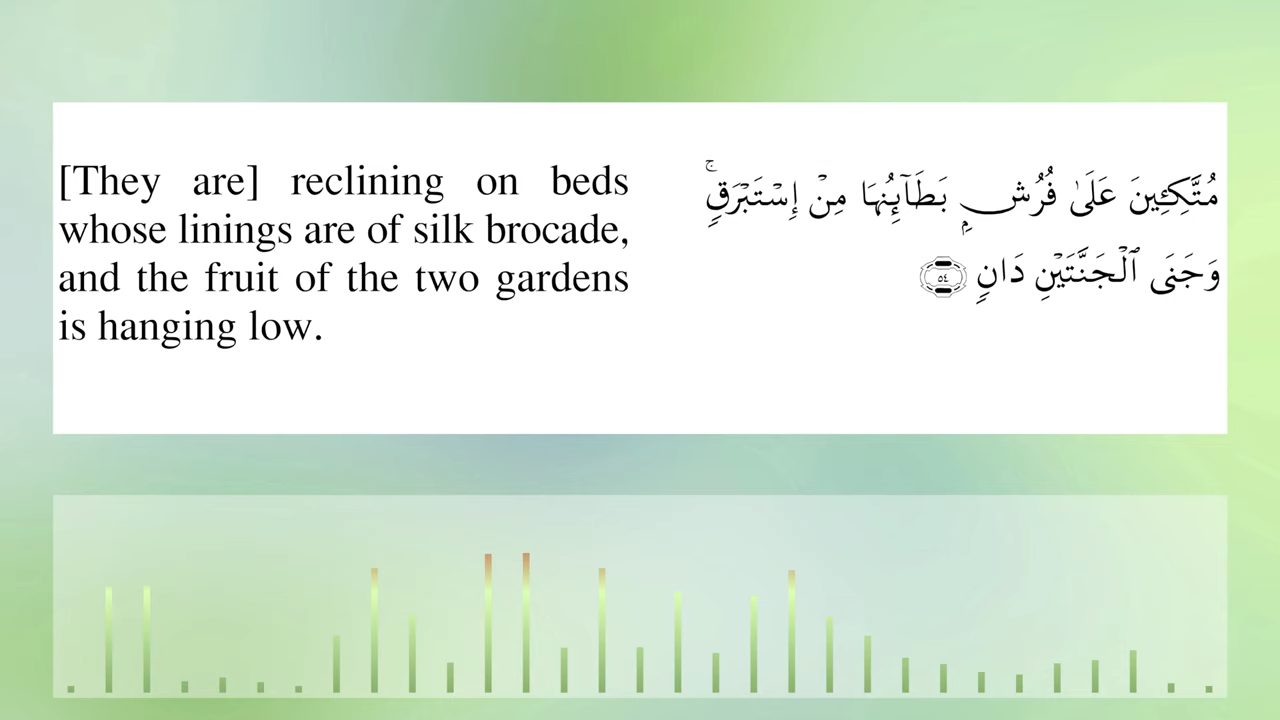 [They are] reclining on beds
whose linings are of silk brocade,
and the fruit of the two gardens
is hanging low.
مُتَّكِـِٔينَ عَلَىٰ فُرُشٍۭ بَطَآئِنُهَا مِنْ إِسْتَبْرَقٍۢ ۚ
وَجَنَى ٱلْجَنَّتَيْنِ دَانٍۢ ٥٤